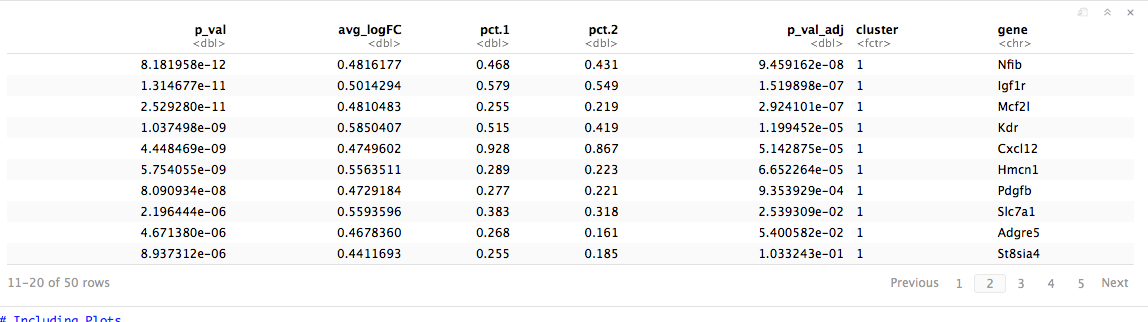 p_val avg_logFC pct.1 pct.2 p_val_adj cluster gene
<dbl> <dbl> <dbl> <dbl> <dbl> <fctr> <chr>
8.181958e-12 0.4816177 0.468 0.431 9.459162e-08 1 Nfib
1.314677e-11 0.5014294 0.579 0.549 1.519898e-07 1 Igf1r
2.529280e-11 0.4810483 0.255 0.219 2.924101e-07 1 Mcf2l
1.037498e-09 0.5850407 0.515 0.419 1.199452e-05 1 Kdr
4.448469e-09 0.4749602 0.928 0.867 5.142875e-05 1 Cxcl12
5.754055e-09 0.5563511 0.289 0.223 6.652264e-05 1 Hmcn1
8.090934e-08 0.4729184 0.277 0.221 9.353929e-04 1 Pdgfb
2.196444e-06 0.5593596 0.383 0.318 2.539309e-02 1 Slc7a1
4.671380e-06 0.4678360 0.268 0.161 5.400582e-02 1 Adgre5
8.937312e-06 0.4411693 0.255 0.185 1.033243e-01 1 St8sia4
11-20 of 50 rows Previous 1 2 3 4 5 Next
# Including Plots